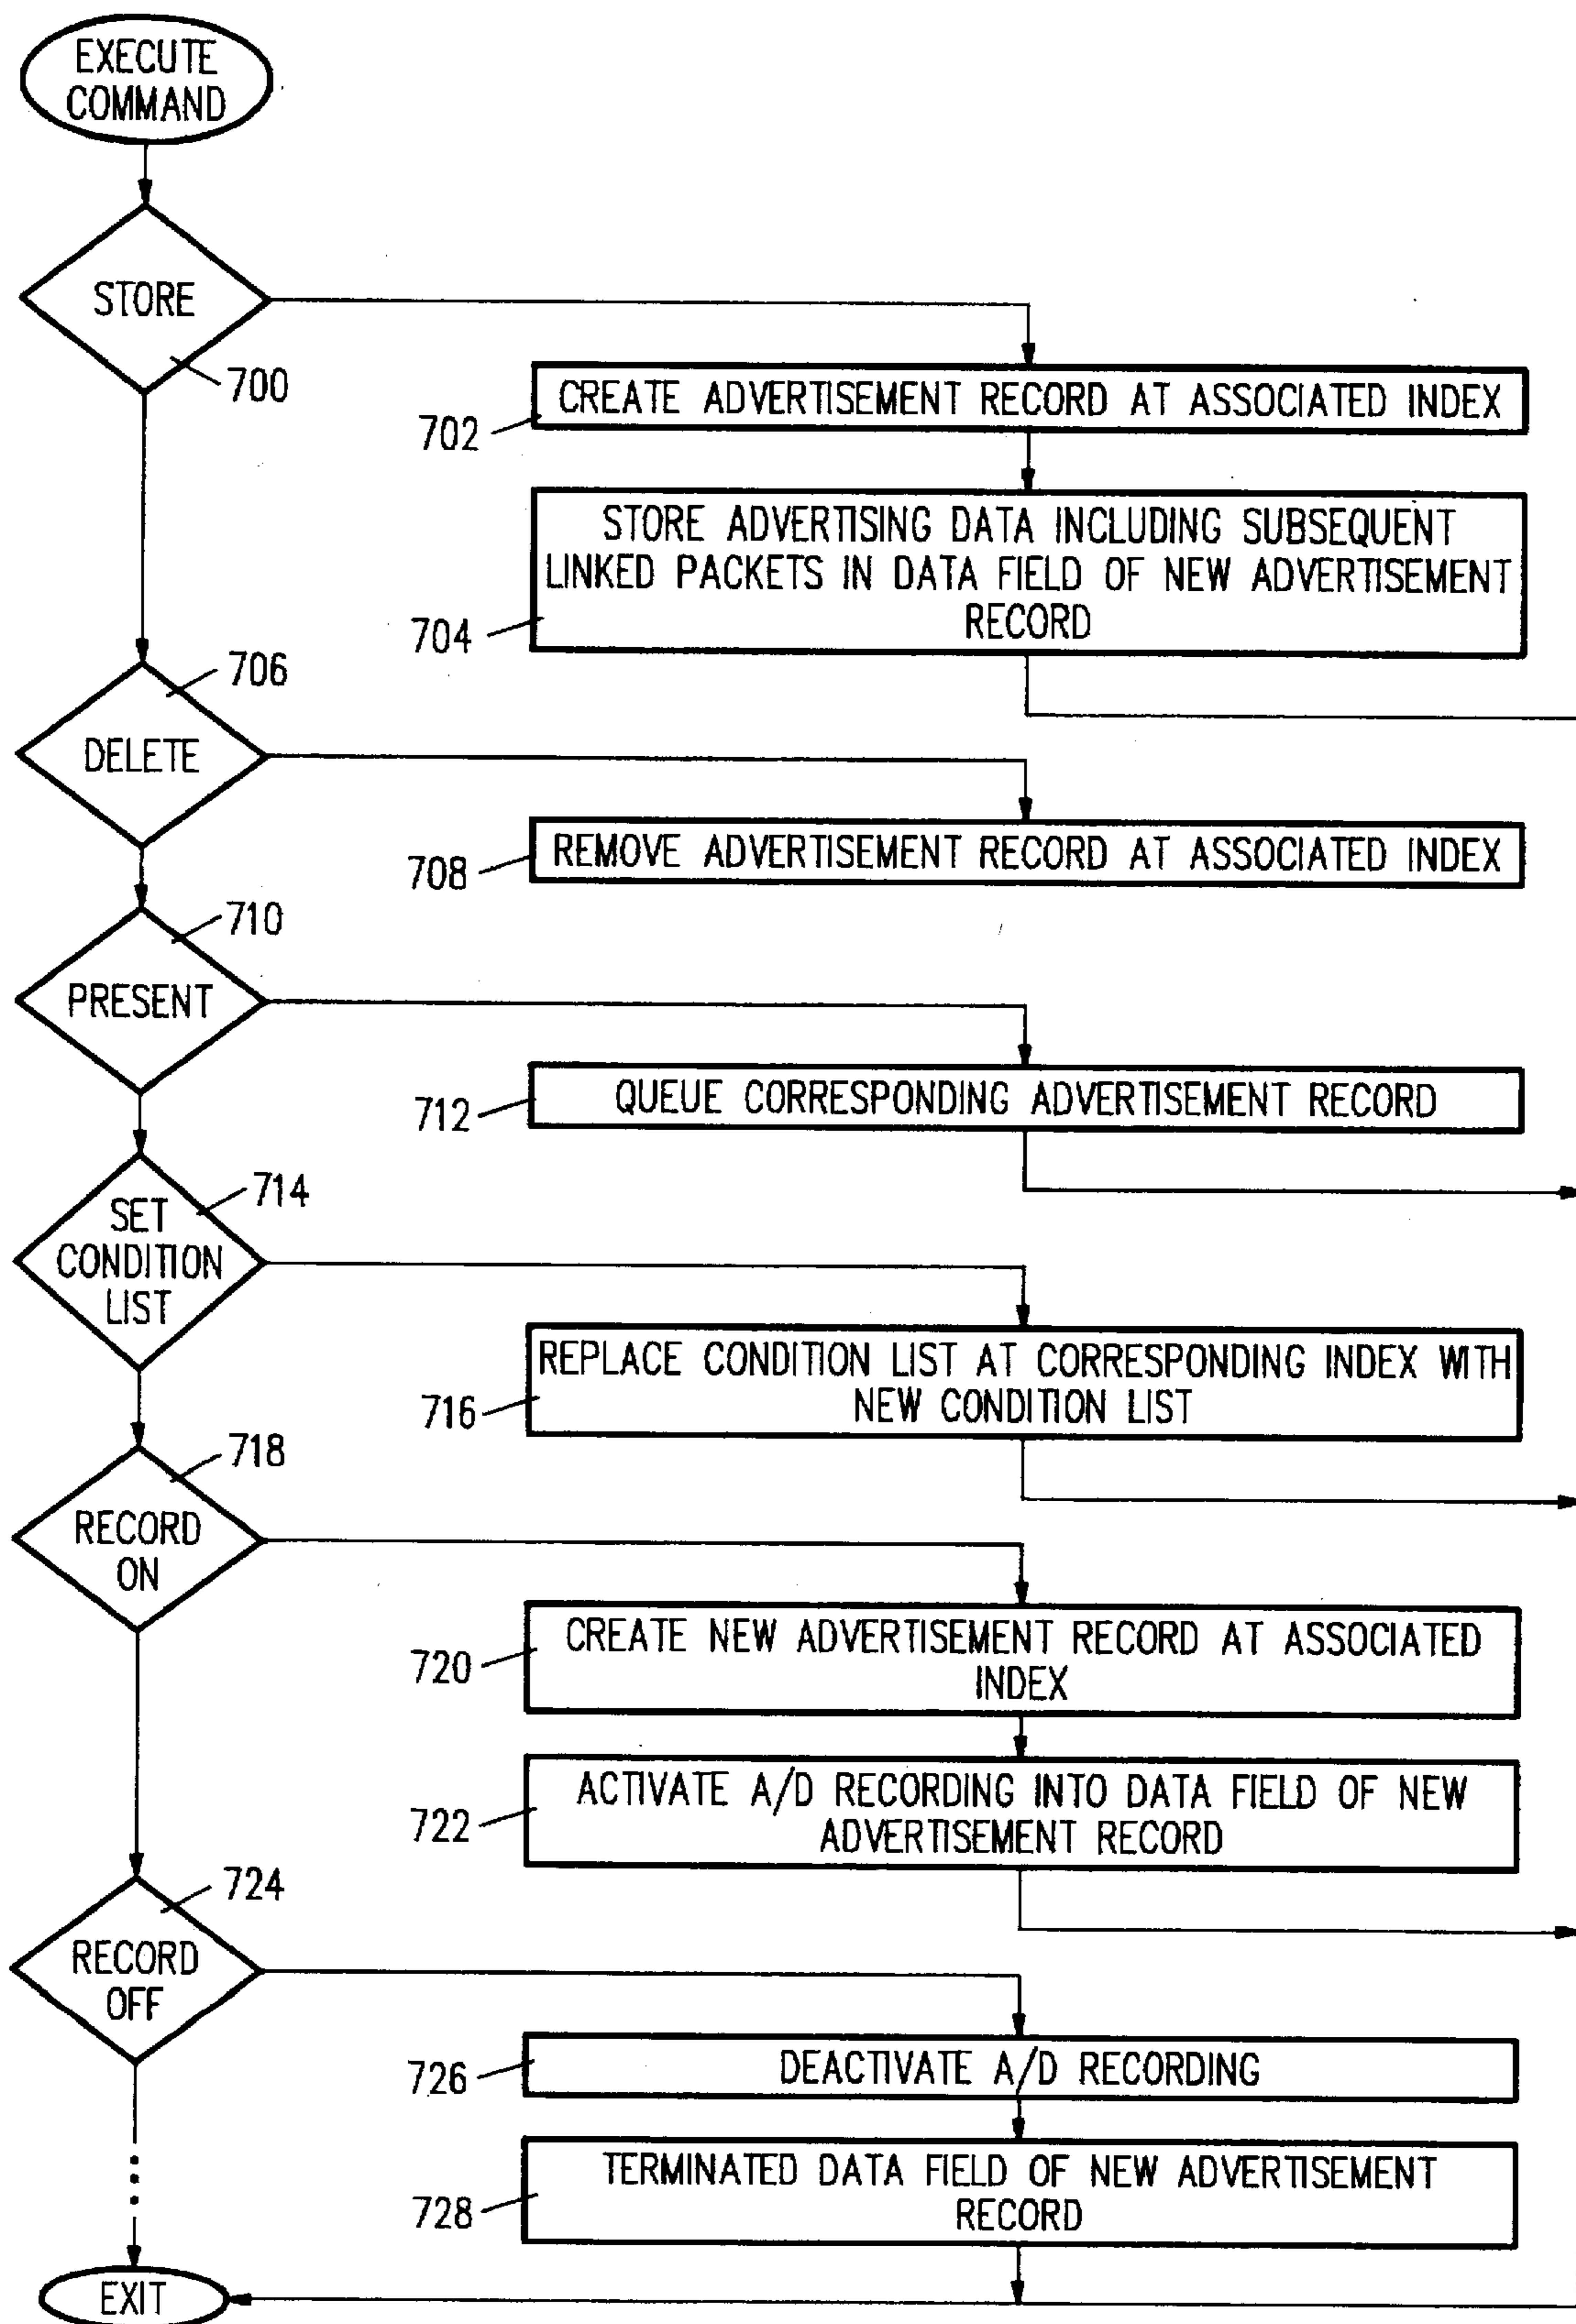 EXECUTE
COMMAND
STORE
700
CREATE ADVERTISEMENT RECORD AT ASSOCIATED INDEX
702
STORE ADVERTISING DATA INCLUDING SUBSEQUENT
LINKED PACKETS IN DATA FIELD OF NEW ADVERTISEMENT
RECORD
704
706
DELETE
REMOVE ADVERTISEMENT RECORD AT ASSOCIATED INDEX
708
710
PRESENT
QUEUE CORRESPONDING ADVERTISEMENT RECORD
712
714
SET
CONDITION
LIST
REPLACE CONDITION LIST AT CORRESPONDING INDEX WITH
NEW CONDITION LIST
716
718
RECORD
ON
CREATE NEW ADVERTISEMENT RECORD AT ASSOCIATED
INDEX
720
ACTIVATE A/D RECORDING INTO DATA FIELD OF NEW
ADVERTISEMENT RECORD
722
724
RECORD
OFF
DEACTIVATE A/D RECORDING
726
TERMINATED DATA FIELD OF NEW ADVERTISEMENT
RECORD
728
EXIT